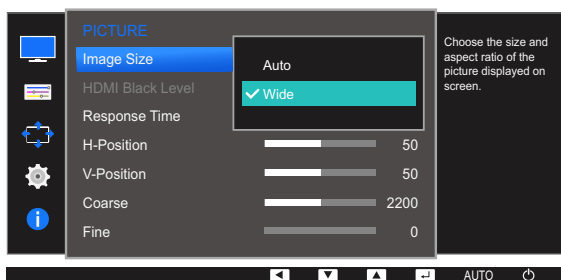 PICTURE
Image Size
HDMI Black Level
Response Time
H-Position 50
V-Position 50
Coarse 2200
Fine 0
Auto
Wide
Choose the size and
aspect ratio of the
picture displayed on
screen.
AUTO